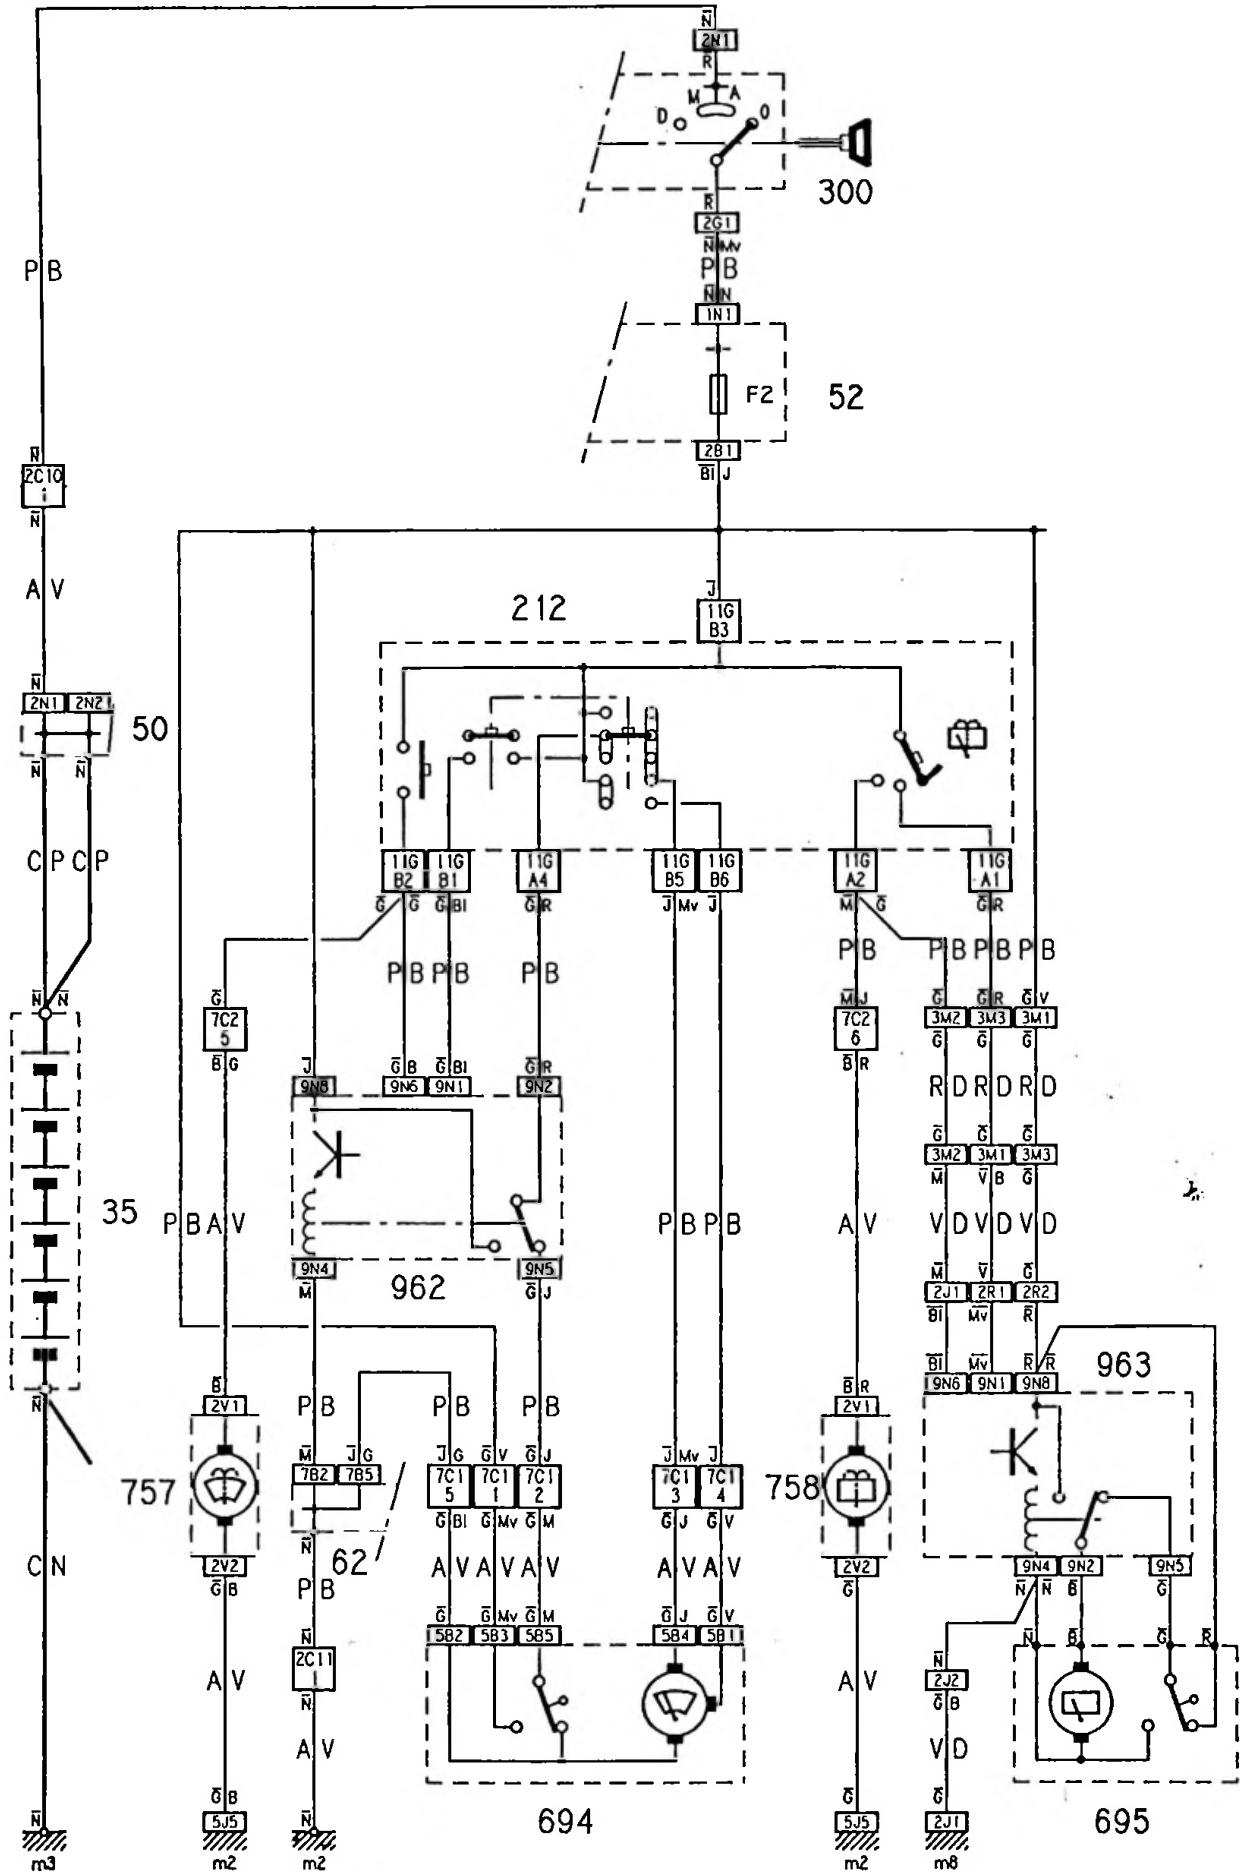 N̄
2N1
R̄
M A
D O
300
R̄
2G1
N̄ Mv
P B
N̄ N
1N1
F2
52
2B1
B̄l J
P B
N̄
2C10
1
N̄
A V
N̄
2N1 2N2
50
N̄ N̄
C P C P
N̄ N̄
35
N̄
C N
N̄
m3
212
J̄
11G
B3
11G
B2
11G
B1
11G
A4
11G
B5
11G
B6
11G
A2
11G
A1
Ḡ Ḡ Ḡ Bl Ḡ R J̄ Mv J̄ M̄ Ḡ Ḡ R
P B P B P B P B P B P B P B
Ḡ
7C2
5
B̄ G
M̄ J
7C2
6
B̄ R
Ḡ Ḡ R Ḡ V
3M2 3M3 3M1
Ḡ Ḡ Ḡ
R D R D R D
Ḡ Ḡ Ḡ
3M2 3M1 3M3
M̄ V̄ B Ḡ
V D V D V D
M̄ V̄ Ḡ
2J1 2R1 2R2
B̄l M̄v R̄
J̄ Ḡ B Ḡ Bl Ḡ R
9N8 9N6 9N1 9N2
9N4 9N5
M̄ Ḡ J
962
P B A V P B P B A V
B̄l M̄v R̄ R̄
9N6 9N1 9N8
963
B̄
2V1
757
2V2
Ḡ B
A V
Ḡ B
5J5
m2
P B P B P B
M̄ J̄ G
7B2 7B5
62
N̄
P B
N̄
2C11
N̄
A V
N̄
m2
J̄ G Ḡ V Ḡ J J̄ Mv J̄
7C1
5
7C1
1
7C1
2
7C1
3
7C1
4
Ḡ Bl Ḡ Mv Ḡ M Ḡ J Ḡ V
A V A V A V A V A V
Ḡ Ḡ Mv Ḡ M Ḡ J Ḡ V
5B2 5B3 5B5 5B4 5B1
694
B̄ R
2V1
758
2V2
Ḡ
A V
Ḡ
5J5
m2
9N4 9N2 9N5
N̄ N̄ B̄ Ḡ
N̄ B̄ Ḡ R̄
N̄
2J2
Ḡ B
V D
Ḡ
2J1
m8
695